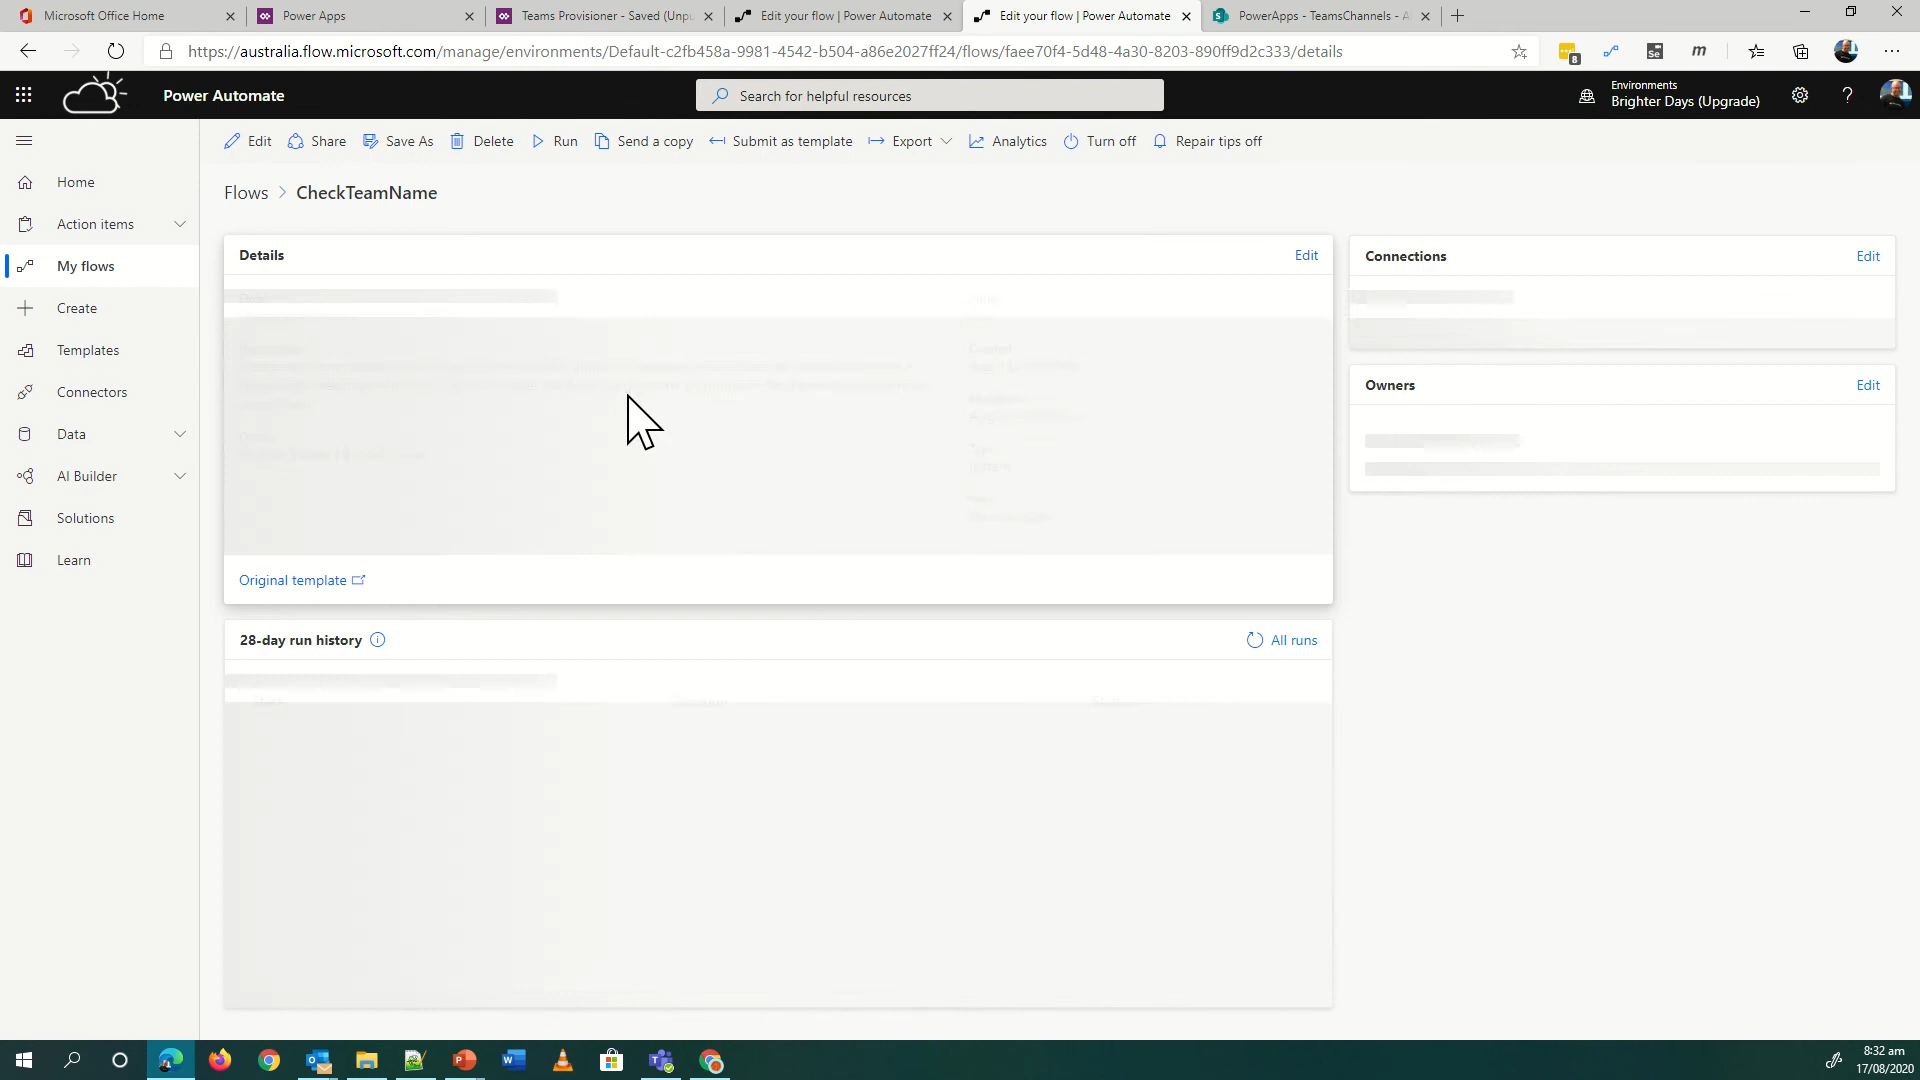 Microsoft Office Home
Power Apps
Teams Provisioner - Saved (Unpu
Edit your flow | Power Automate
Edit your flow | Power Automate
PowerApps - TeamsChannels - A
https://australia.flow.microsoft.com/manage/environments/Default-c2fb458a-9981-4542-b504-a86e2027ff24/flows/faee70f4-5d48-4a30-8203-890ff9d2c333/details
8
Se
m
Power Automate
Search for helpful resources
Environments
Brighter Days (Upgrade)
?
Edit
Share
Save As
Delete
Run
Send a copy
Submit as template
Export
Analytics
Turn off
Repair tips off
Home
Action items
My flows
Create
Templates
Connectors
Data
AI Builder
Solutions
Learn
Flows > CheckTeamName
Details
Edit
Created
Original template
28-day run history
All runs
Connections
Edit
Owners
Edit
8:32 am
17/08/2020